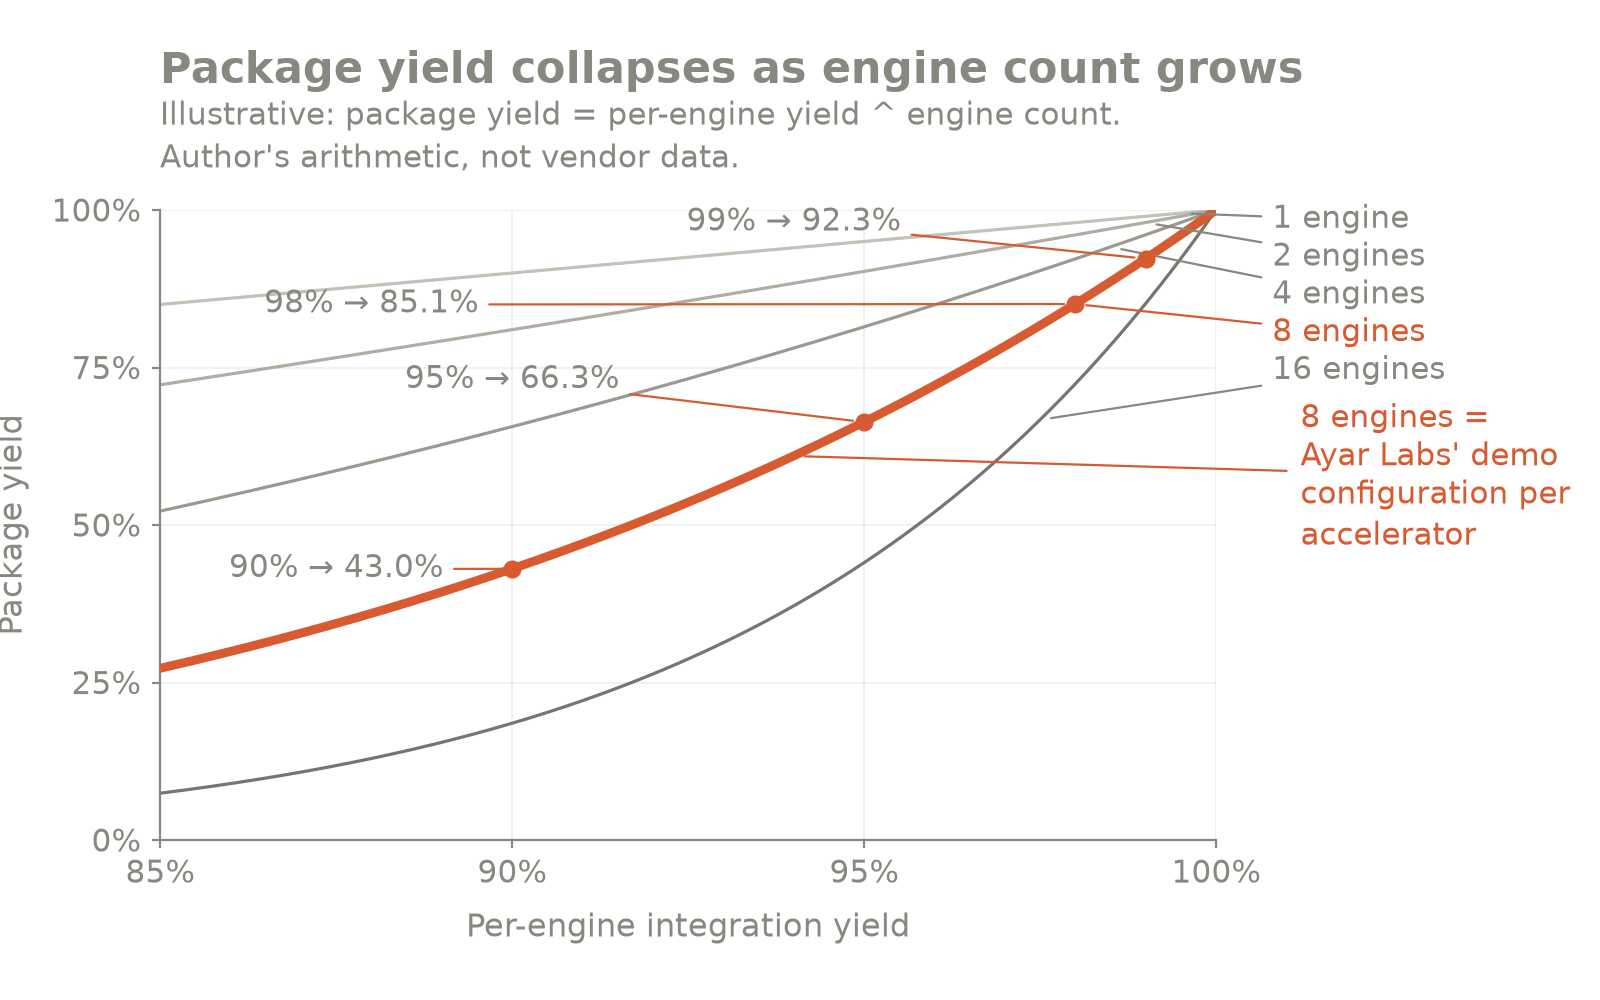 Package yield collapses as engine count grows
Illustrative: package yield = per-engine yield ^ engine count.
Author's arithmetic, not vendor data.
100%
75%
50%
25%
0%
Package yield
99% → 92.3%
98% → 85.1%
95% → 66.3%
90% → 43.0%
1 engine
2 engines
4 engines
8 engines
16 engines
8 engines =
Ayar Labs' demo
configuration per
accelerator
85%
90%
95%
100%
Per-engine integration yield